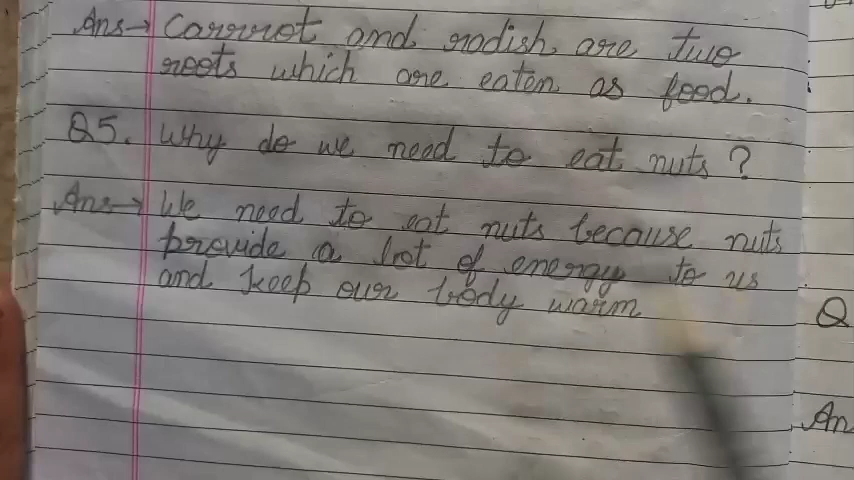 Ans→ Carrrot and radish are two
roots which are eaten as food.
Q5. Why do we need to eat nuts?
Ans→ We need to eat nuts because nuts
provide a lot of energy to us
and keep our body warm
Q
An